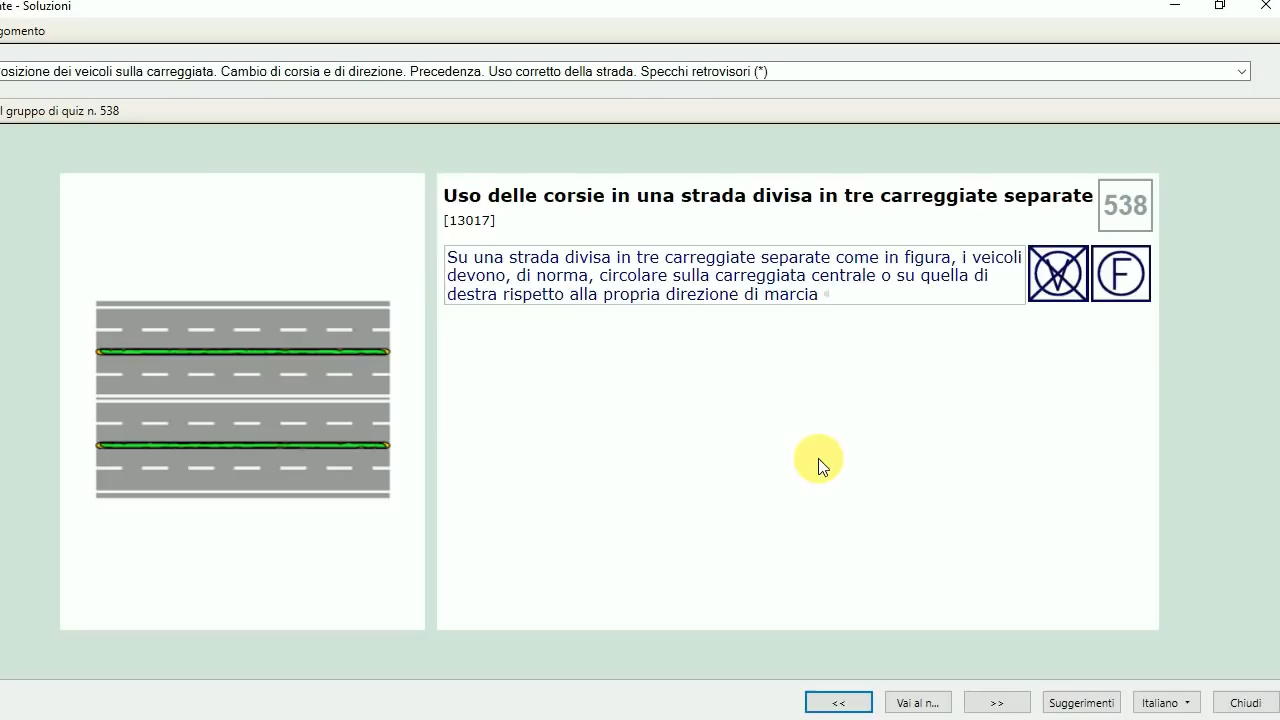 te - Soluzioni
gomento
osizione dei veicoli sulla carreggiata. Cambio di corsia e di direzione. Precedenza. Uso corretto della strada. Specchi retrovisori (*)
l gruppo di quiz n. 538
Uso delle corsie in una strada divisa in tre carreggiate separate
538
[13017]
Su una strada divisa in tre carreggiate separate come in figura, i veicoli
devono, di norma, circolare sulla carreggiata centrale o su quella di
destra rispetto alla propria direzione di marcia
V
F
<<
Vai al n...
>>
Suggerimenti
Italiano
Chiudi